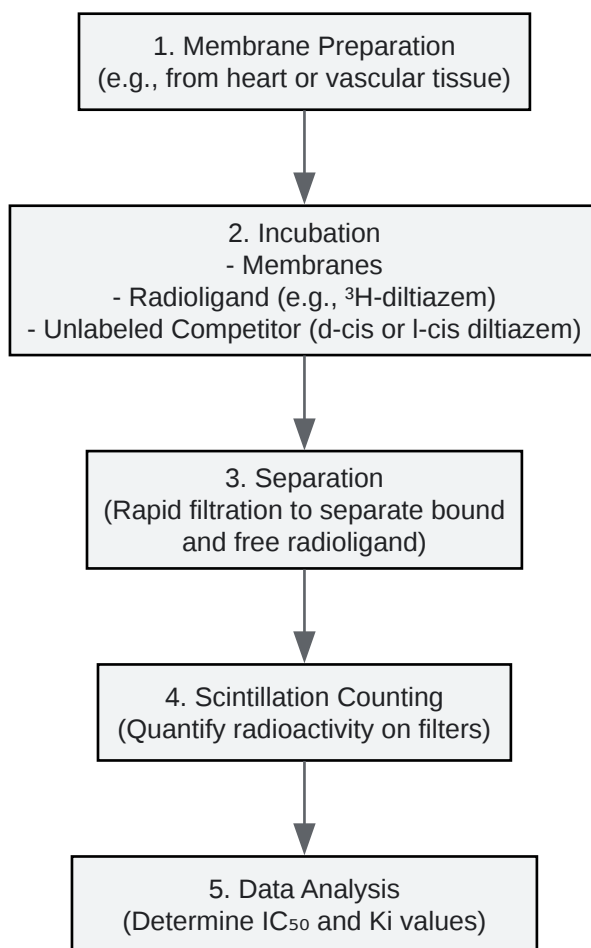 1. Membrane Preparation
(e.g., from heart or vascular tissue)
2. Incubation
- Membranes
- Radioligand (e.g., ³H-diltiazem)
- Unlabeled Competitor (d-cis or l-cis diltiazem)
3. Separation
(Rapid filtration to separate bound
and free radioligand)
4. Scintillation Counting
(Quantify radioactivity on filters)
5. Data Analysis
(Determine IC₅₀ and Ki values)